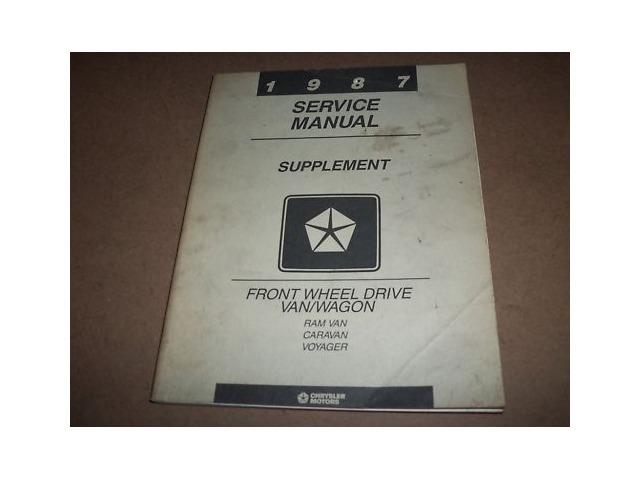 1987
SERVICE
MANUAL
SUPPLEMENT
FRONT WHEEL DRIVE
VAN/WAGON
RAM VAN
CARAVAN
VOYAGER
CHRYSLER
MOTORS